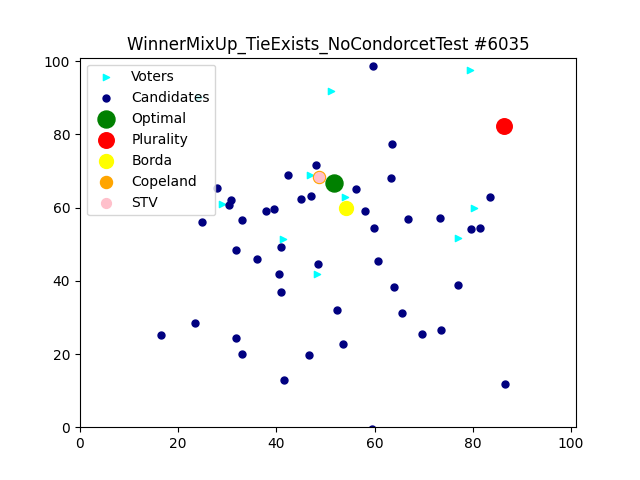 WinnerMixUp_TieExists_NoCondorcetTest #6035
Voters
Candidates
Optimal
Plurality
Borda
Copeland
STV
100
80
60
40
20
0
0 20 40 60 80 100